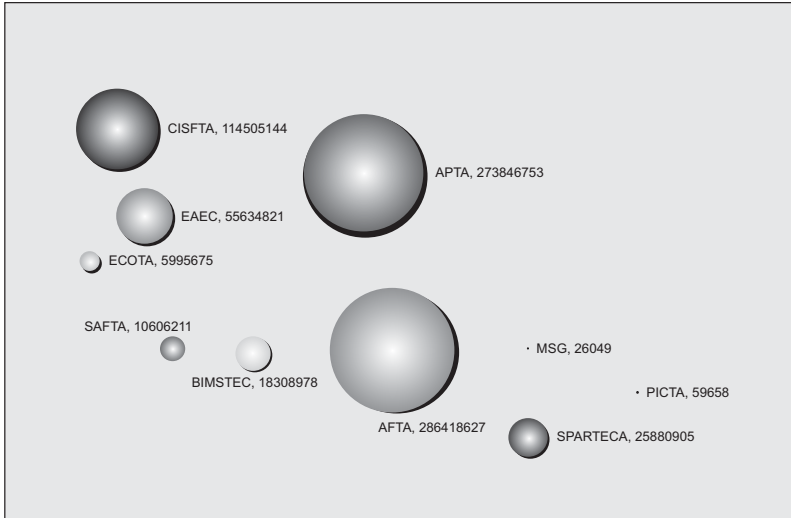 CISFTA, 114505144
APTA, 273846753
EAEC, 55634821
ECOTA, 5995675
SAFTA, 10606211
MSG, 26049
BIMSTEC, 18308978
PICTA, 59658
AFTA, 286418627
SPARTECA, 25880905